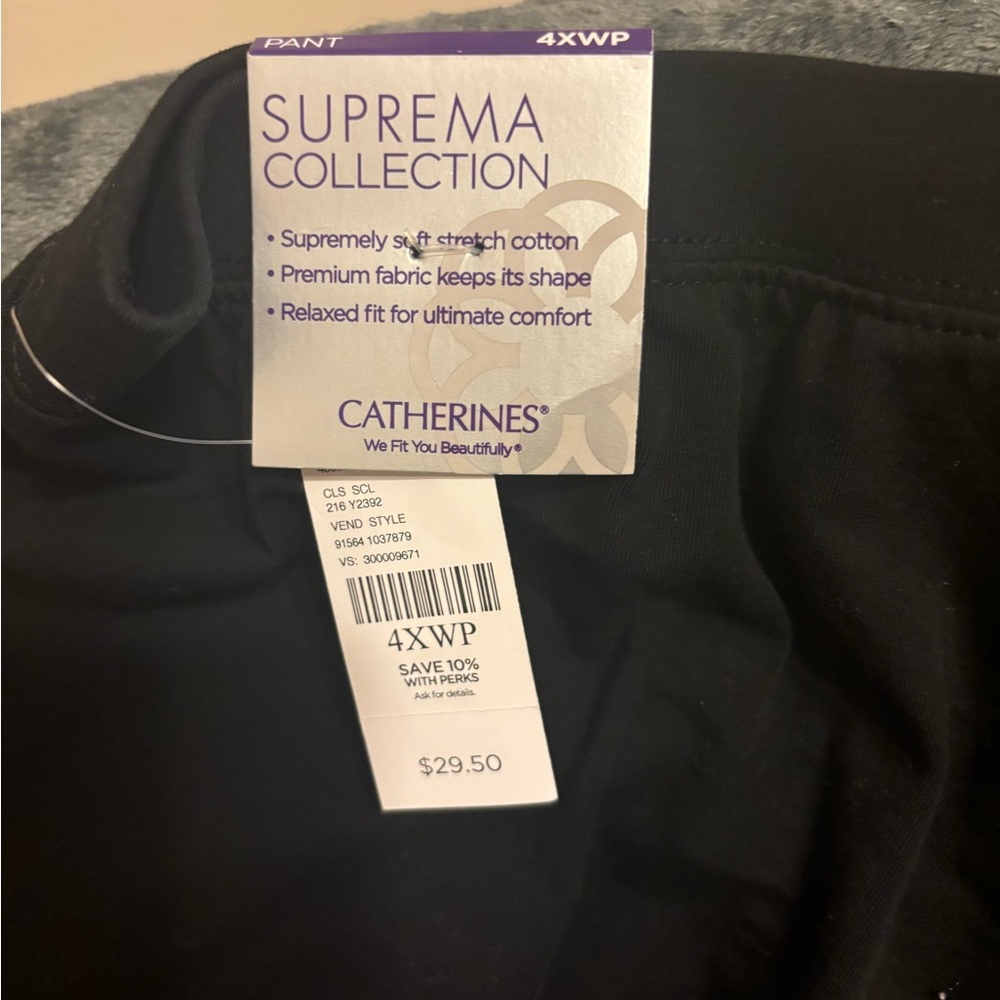 PANT 4XWP
SUPREMA
COLLECTION
• Supremely soft stretch cotton
• Premium fabric keeps its shape
• Relaxed fit for ultimate comfort
CATHERINES®
We Fit You Beautifully®
CLS SCL
216 Y2392
VEND STYLE
91564 1037879
VS: 300009671
4XWP
SAVE 10%
WITH PERKS
Ask for details.
$29.50